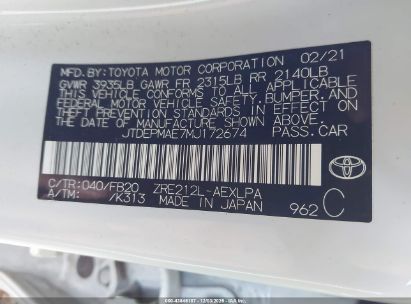 MFD.BY:TOYOTA MOTOR CORPORATION 02/21
GVWR 3935LB GAWR FR 2315LB RR 2140LB
THIS VEHICLE CONFORMS TO ALL APPLICABLE
FEDERAL MOTOR VEHICLE SAFETY, BUMPER, AND
THEFT PREVENTION STANDARDS IN EFFECT ON
THE DATE OF MANUFACTURE SHOWN ABOVE.
JTDEPMAE7MJ172674 PASS.CAR
C/TR:040/FB20 ZRE212L-AEXLPA
A/TM: /K313 MADE IN JAPAN 962 C
TOYOTA